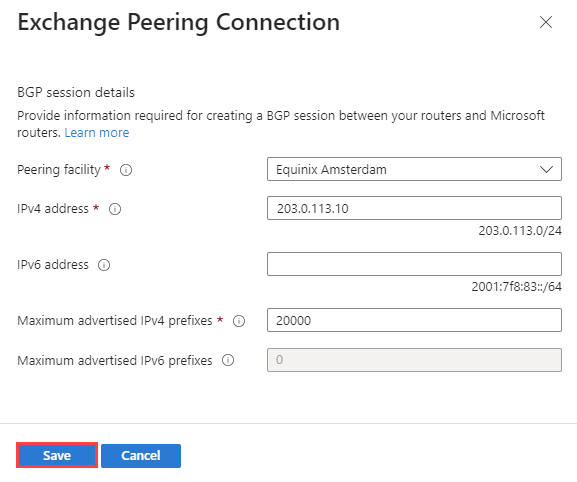 Exchange Peering Connection
BGP session details
Provide information required for creating a BGP session between your routers and Microsoft
routers. Learn more
Peering facility *
Equinix Amsterdam
IPv4 address *
203.0.113.10
203.0.113.0/24
IPv6 address
2001:7f8:83::/64
Maximum advertised IPv4 prefixes *
20000
Maximum advertised IPv6 prefixes
0
Save Cancel